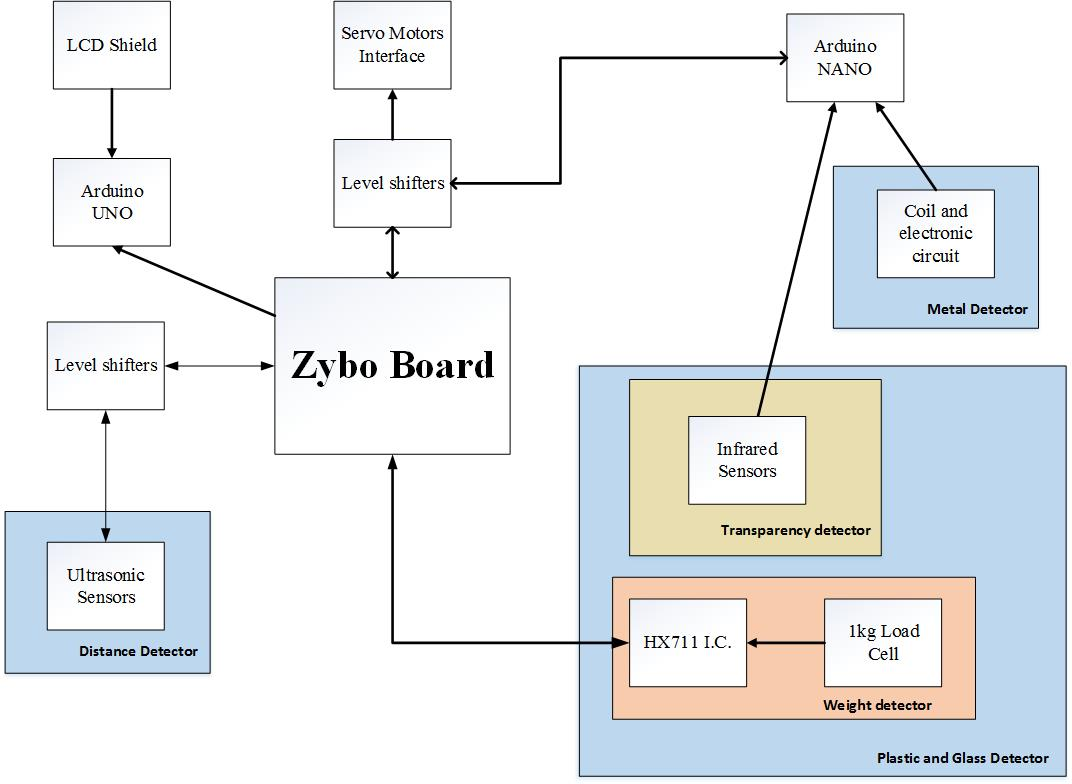 LCD Shield
Servo Motors
Interface
Arduino
NANO
Arduino
UNO
Level shifters
Coil and
electronic
circuit
Metal Detector
Level shifters
Zybo Board
Infrared
Sensors
Transparency detector
Ultrasonic
Sensors
Distance Detector
HX711 I.C.
1kg Load
Cell
Weight detector
Plastic and Glass Detector